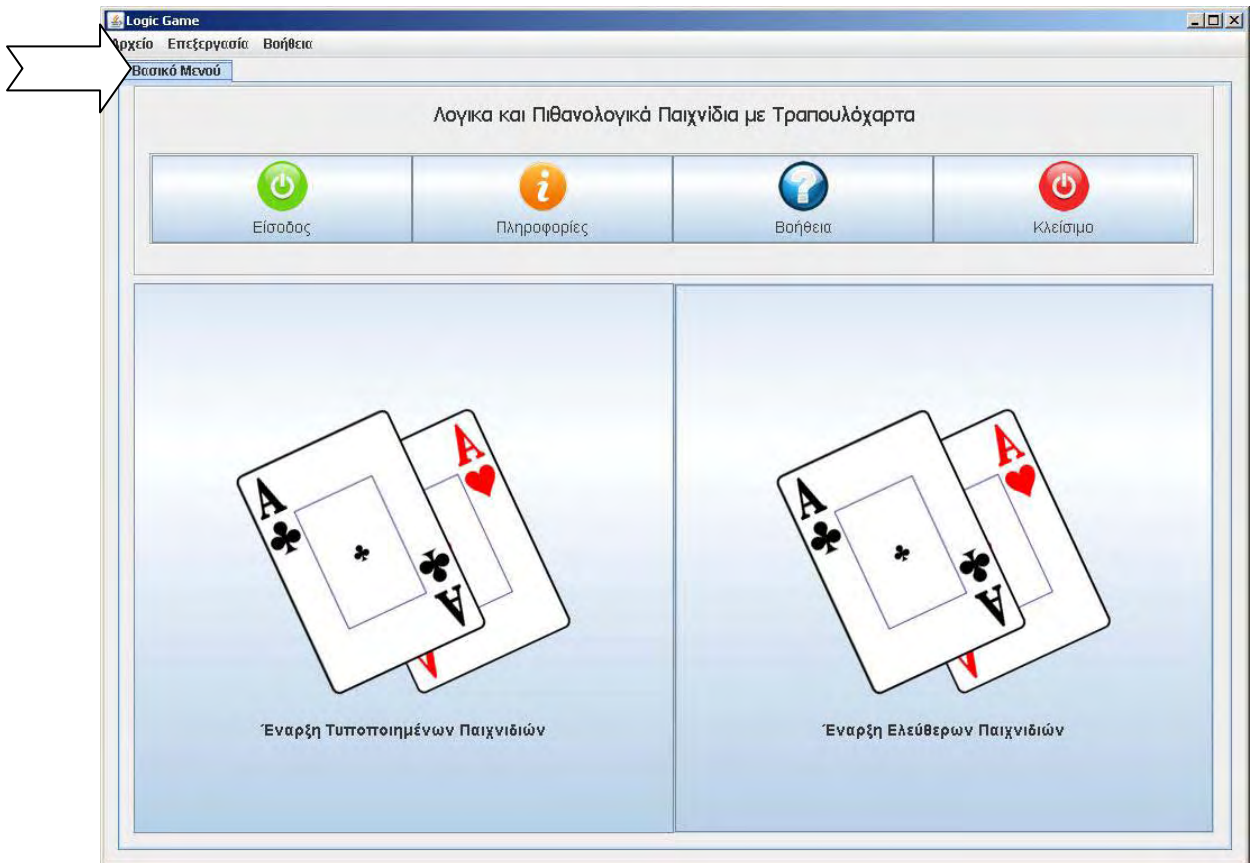 Logic Game
Αρχείο Επεξεργασία Βοήθεια
Βασικό Μενού
Λογικα και Πιθανολογικά Παιχνίδια με Τραπουλόχαρτα
Είσοδος Πληροφορίες Βοήθεια Κλείσιμο
A A A A
A A A A
Έναρξη Τυποποιημένων Παιχνιδιών Έναρξη Ελεύθερων Παιχνιδιών